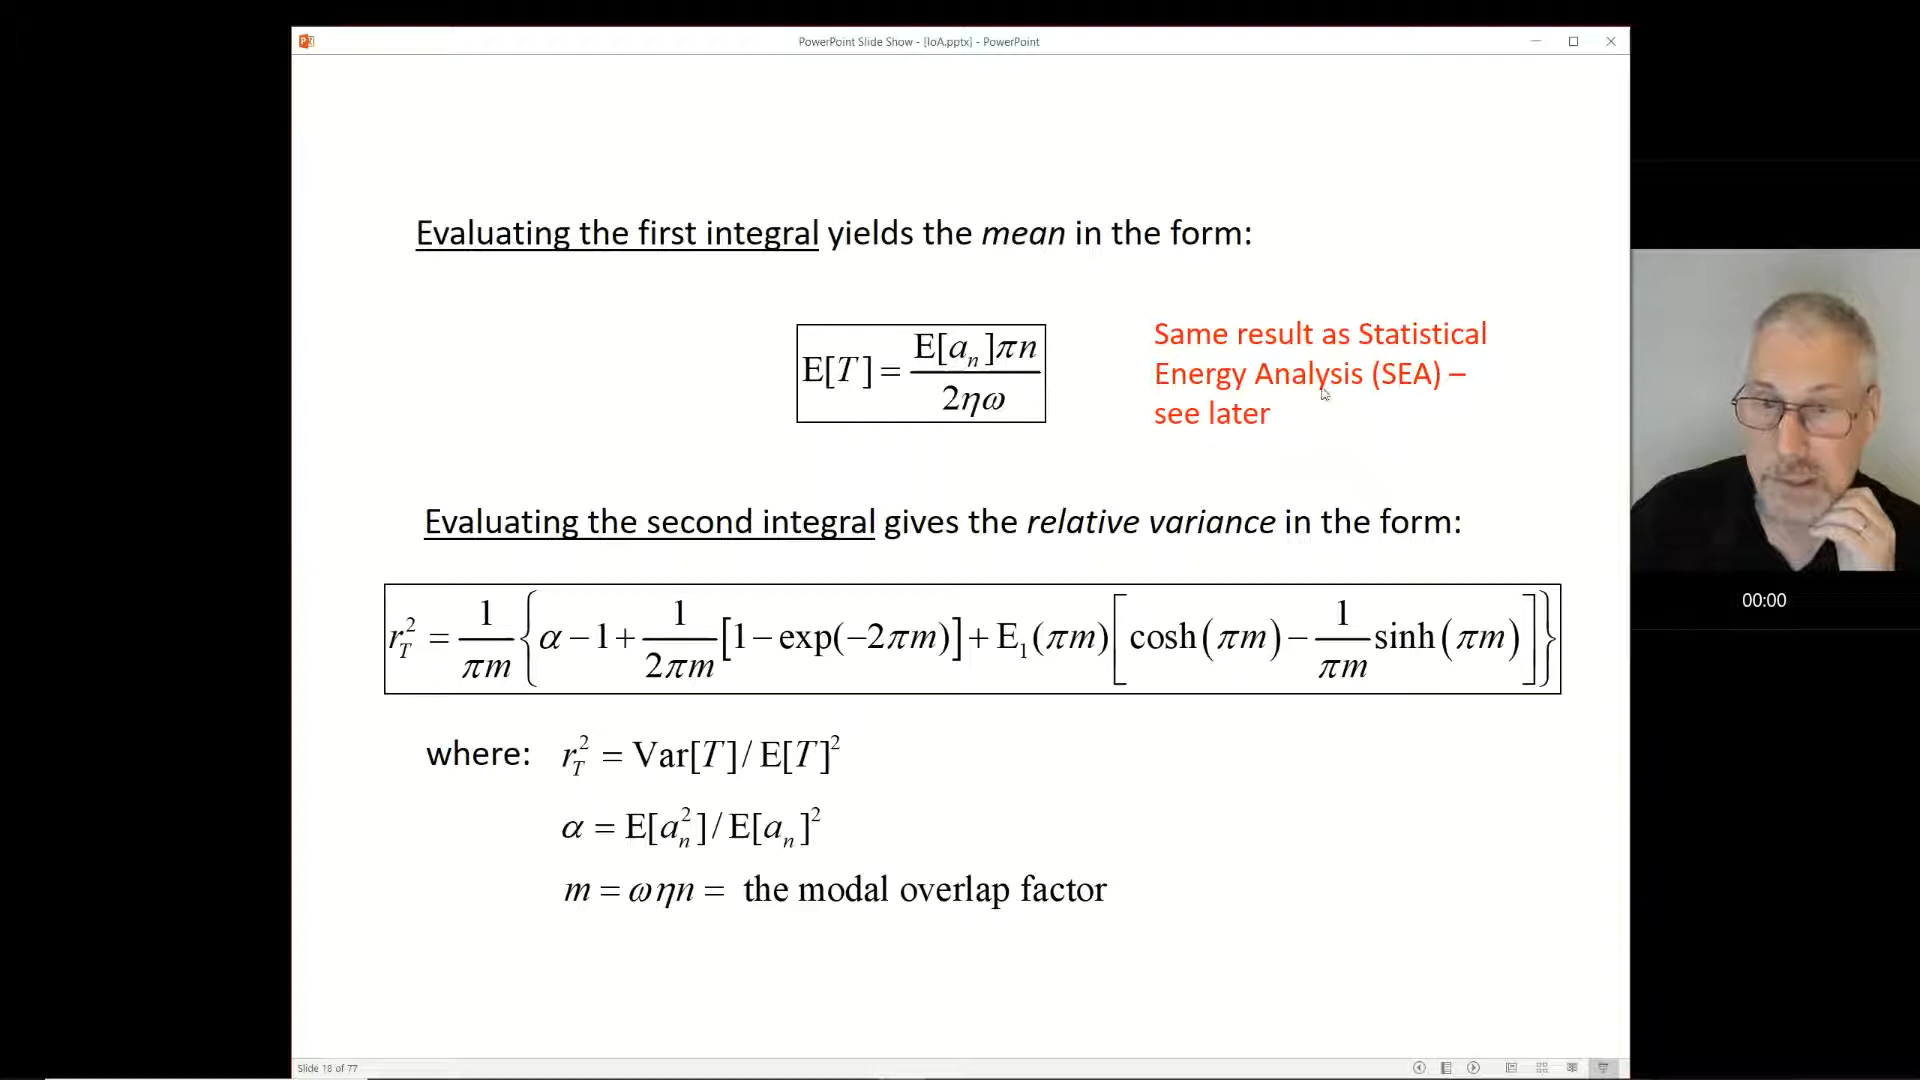 PowerPoint Slide Show - [IoA.pptx] - PowerPoint
Evaluating the first integral yields the mean in the form:
E[T] = E[aₙ]πn / 2ηω
Same result as Statistical
Energy Analysis (SEA) –
see later
Evaluating the second integral gives the relative variance in the form:
r_T² = 1/πm { α − 1 + 1/2πm [1 − exp(−2πm)] + E₁(πm) [ cosh(πm) − 1/πm sinh(πm) ] }
where: r_T² = Var[T] / E[T]²
α = E[aₙ²] / E[aₙ]²
m = ωηn = the modal overlap factor
00:00
Slide 18 of 77